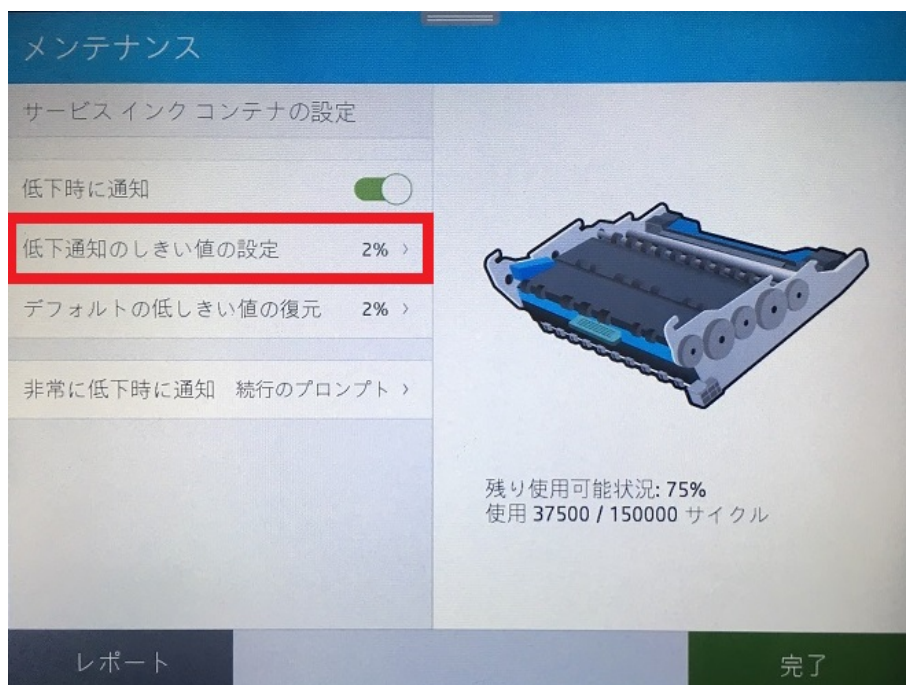 メンテナンス
サービス インク コンテナの設定
低下時に通知
低下通知のしきい値の設定 2% >
デフォルトの低しきい値の復元 2% >
非常に低下時に通知 続行のプロンプト >
残り使用可能状況: 75%
使用 37500 / 150000 サイクル
レポート
完了